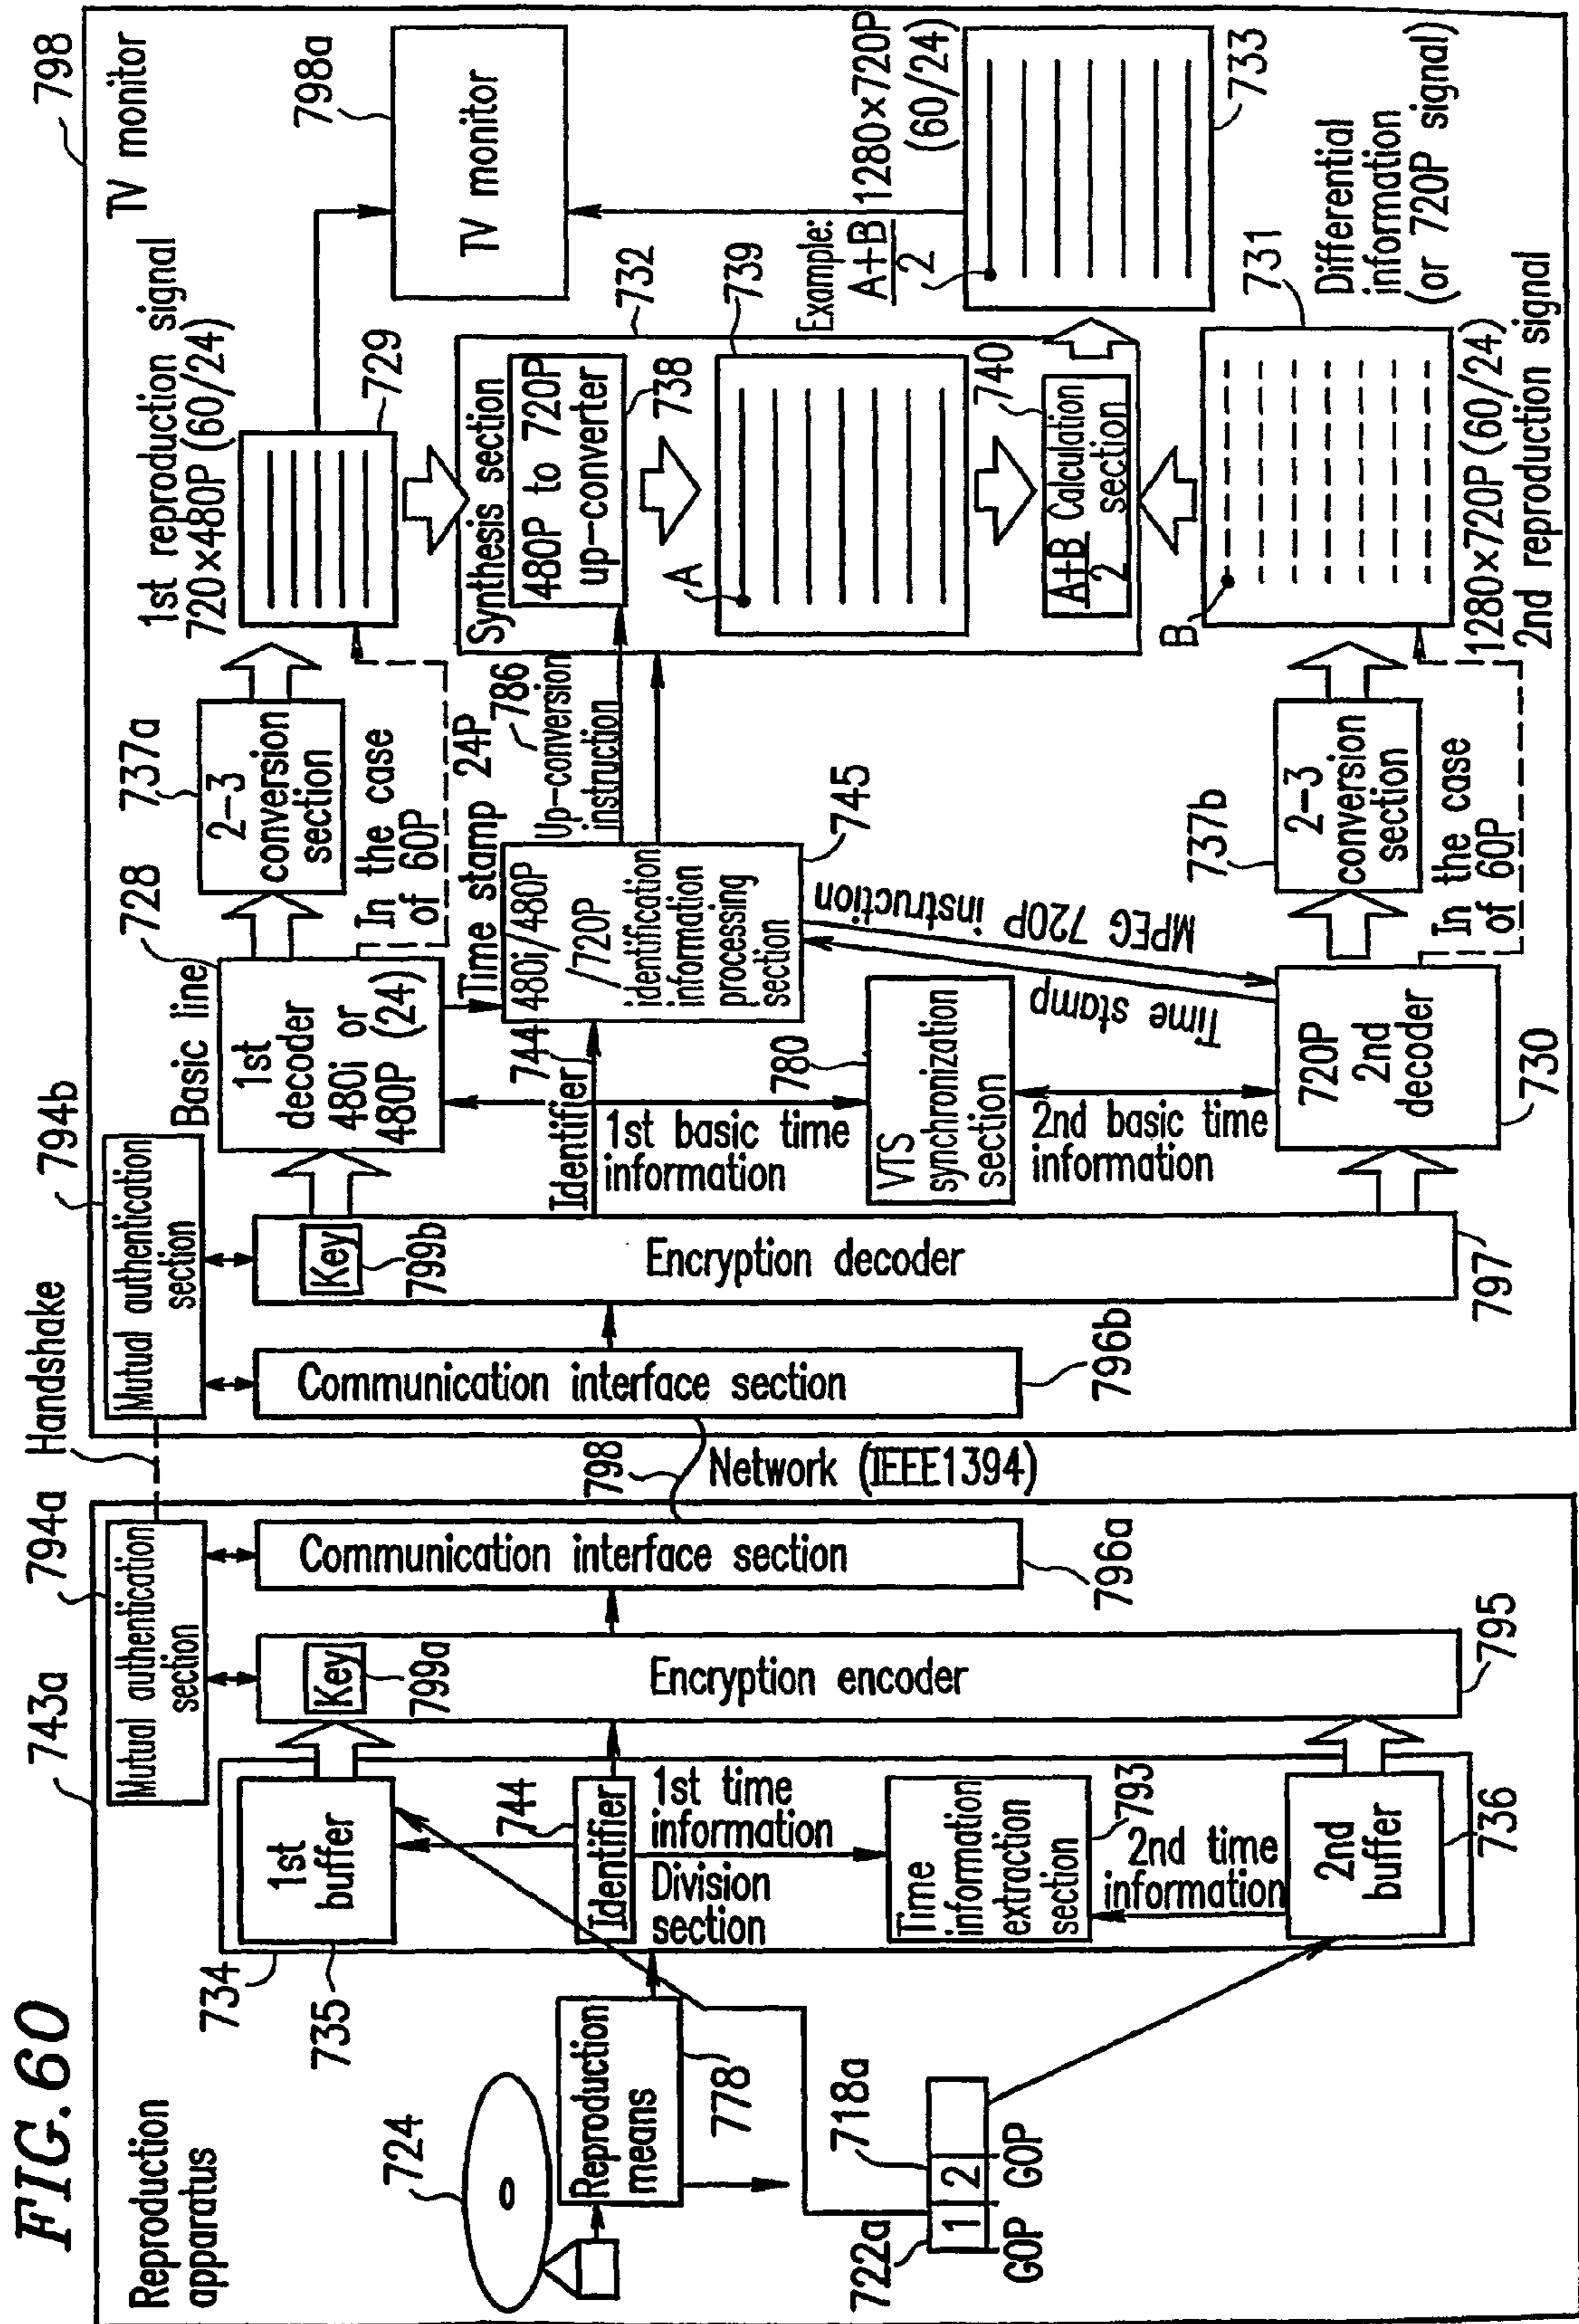 FIG. 60
Reproduction
apparatus
743a
794a
Handshake
794b
798
TV monitor
Mutual authentication
section
Mutual authentication
section
724
Reproduction
means
778
722a
718a
1
2
GOP
GOP
734
735
1st
buffer
744
Identifier
1st time
information
Division
section
Time
information
extraction
section
793
2nd time
information
2nd
buffer
736
Key
799a
Encryption encoder
795
Communication interface section
796a
798
Network (IEEE1394)
Communication interface section
796b
Key
799b
Encryption decoder
797
Basic line
728
1st
decoder
480i or
480P (24)
737a
2-3
conversion
section
In the case
of 60P
1st reproduction signal
720×480P (60/24)
729
798a
TV monitor
Time stamp
24P
744
Identifier
480i/480P
/720P
identification
information
processing
section
745
786
Up-conversion
instruction
Synthesis section
480P to 720P
up-converter
732
738
739
A
740
A+B
2
Calculation
section
Example:
A+B
2
1280×720P
(60/24)
733
1st basic time
information
780
VTS
synchronization
section
2nd basic time
information
MPEG 720P instruction
Time stamp
720P
2nd
decoder
730
737b
2-3
conversion
section
In the case
of 60P
B
731
1280×720P (60/24)
2nd reproduction signal
Differential
information
(or 720P signal)